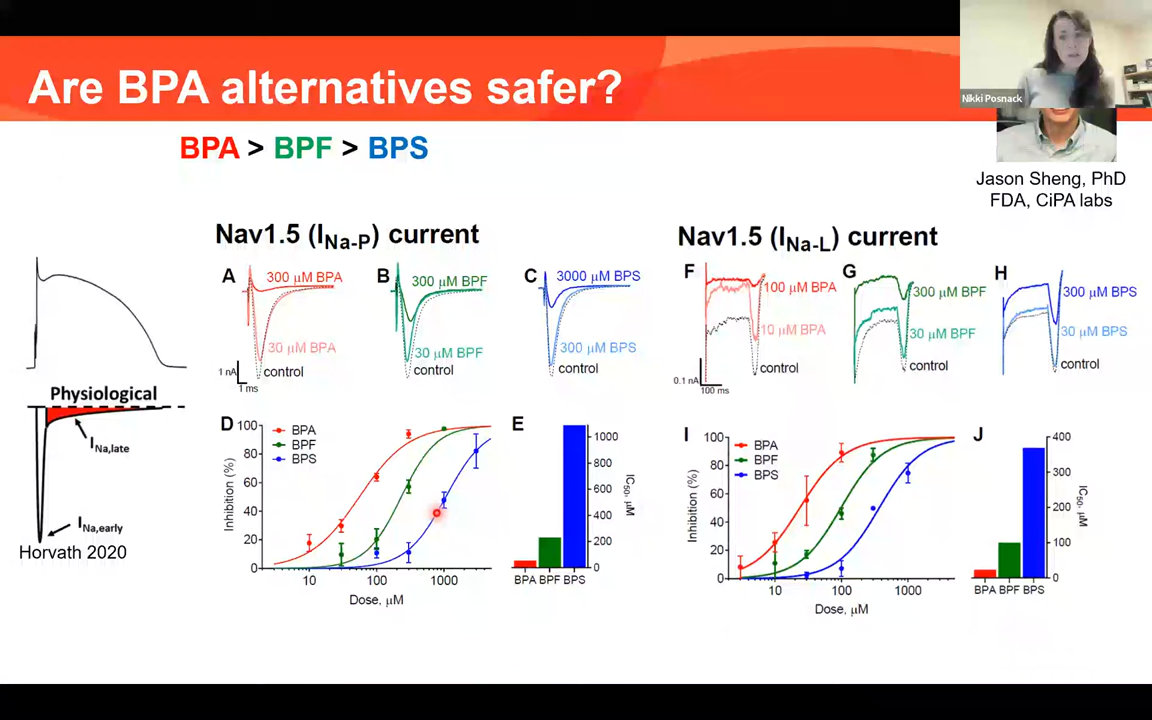 Are BPA alternatives safer?
Nikki Posnack
BPA > BPF > BPS
Jason Sheng, PhD
FDA, CiPA labs
Nav1.5 (INa-P) current
Nav1.5 (INa-L) current
A
300 µM BPA
30 µM BPA
control
1 nA
1 ms
B
300 µM BPF
30 µM BPF
control
C
3000 µM BPS
300 µM BPS
control
F
100 µM BPA
10 µM BPA
control
0.1 nA
100 ms
G
300 µM BPF
30 µM BPF
H
300 µM BPS
30 µM BPS
control
Physiological
INa,late
INa,early
Horvath 2020
D
BPA
BPF
BPS
Inhibition (%)
100
80
60
40
20
0
10
100
1000
Dose, µM
E
1000
800
600
400
200
0
IC50, µM
BPA BPF BPS
I
BPA
BPF
BPS
Inhibition (%)
100
80
60
40
20
0
10
100
1000
Dose, µM
J
400
300
200
100
0
IC50, µM
BPA BPF BPS